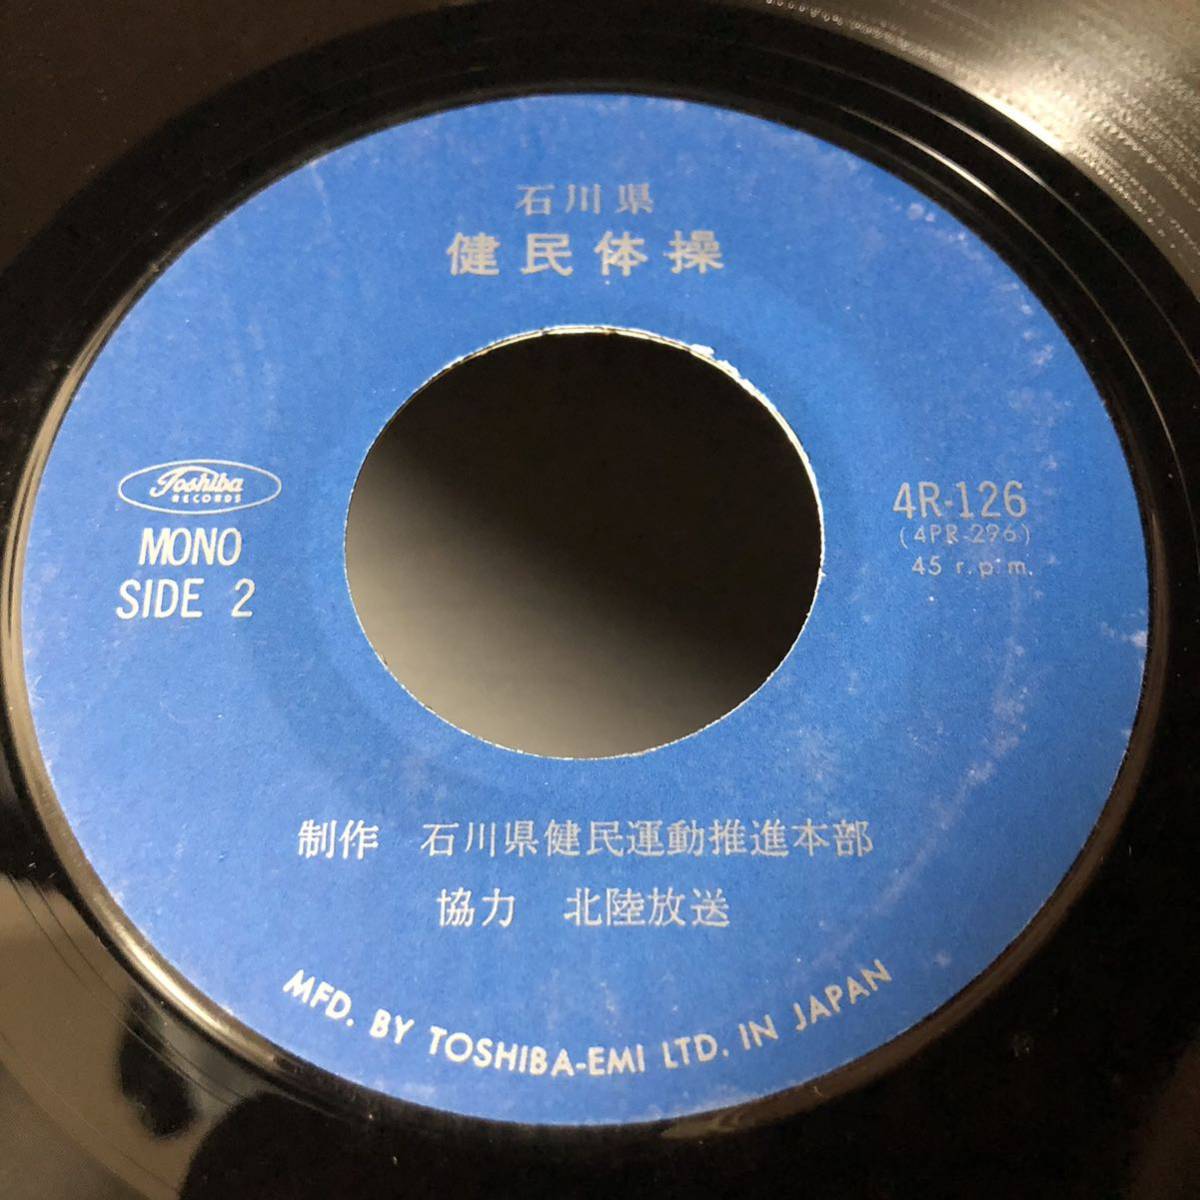 石川県
健民体操
Toshiba
RECORDS
MONO
SIDE 2
4R-126
(4PR-296)
45 r.p.m.
制作 石川県健民運動推進本部
協力 北陸放送
MFD. BY TOSHIBA-EMI LTD. IN JAPAN